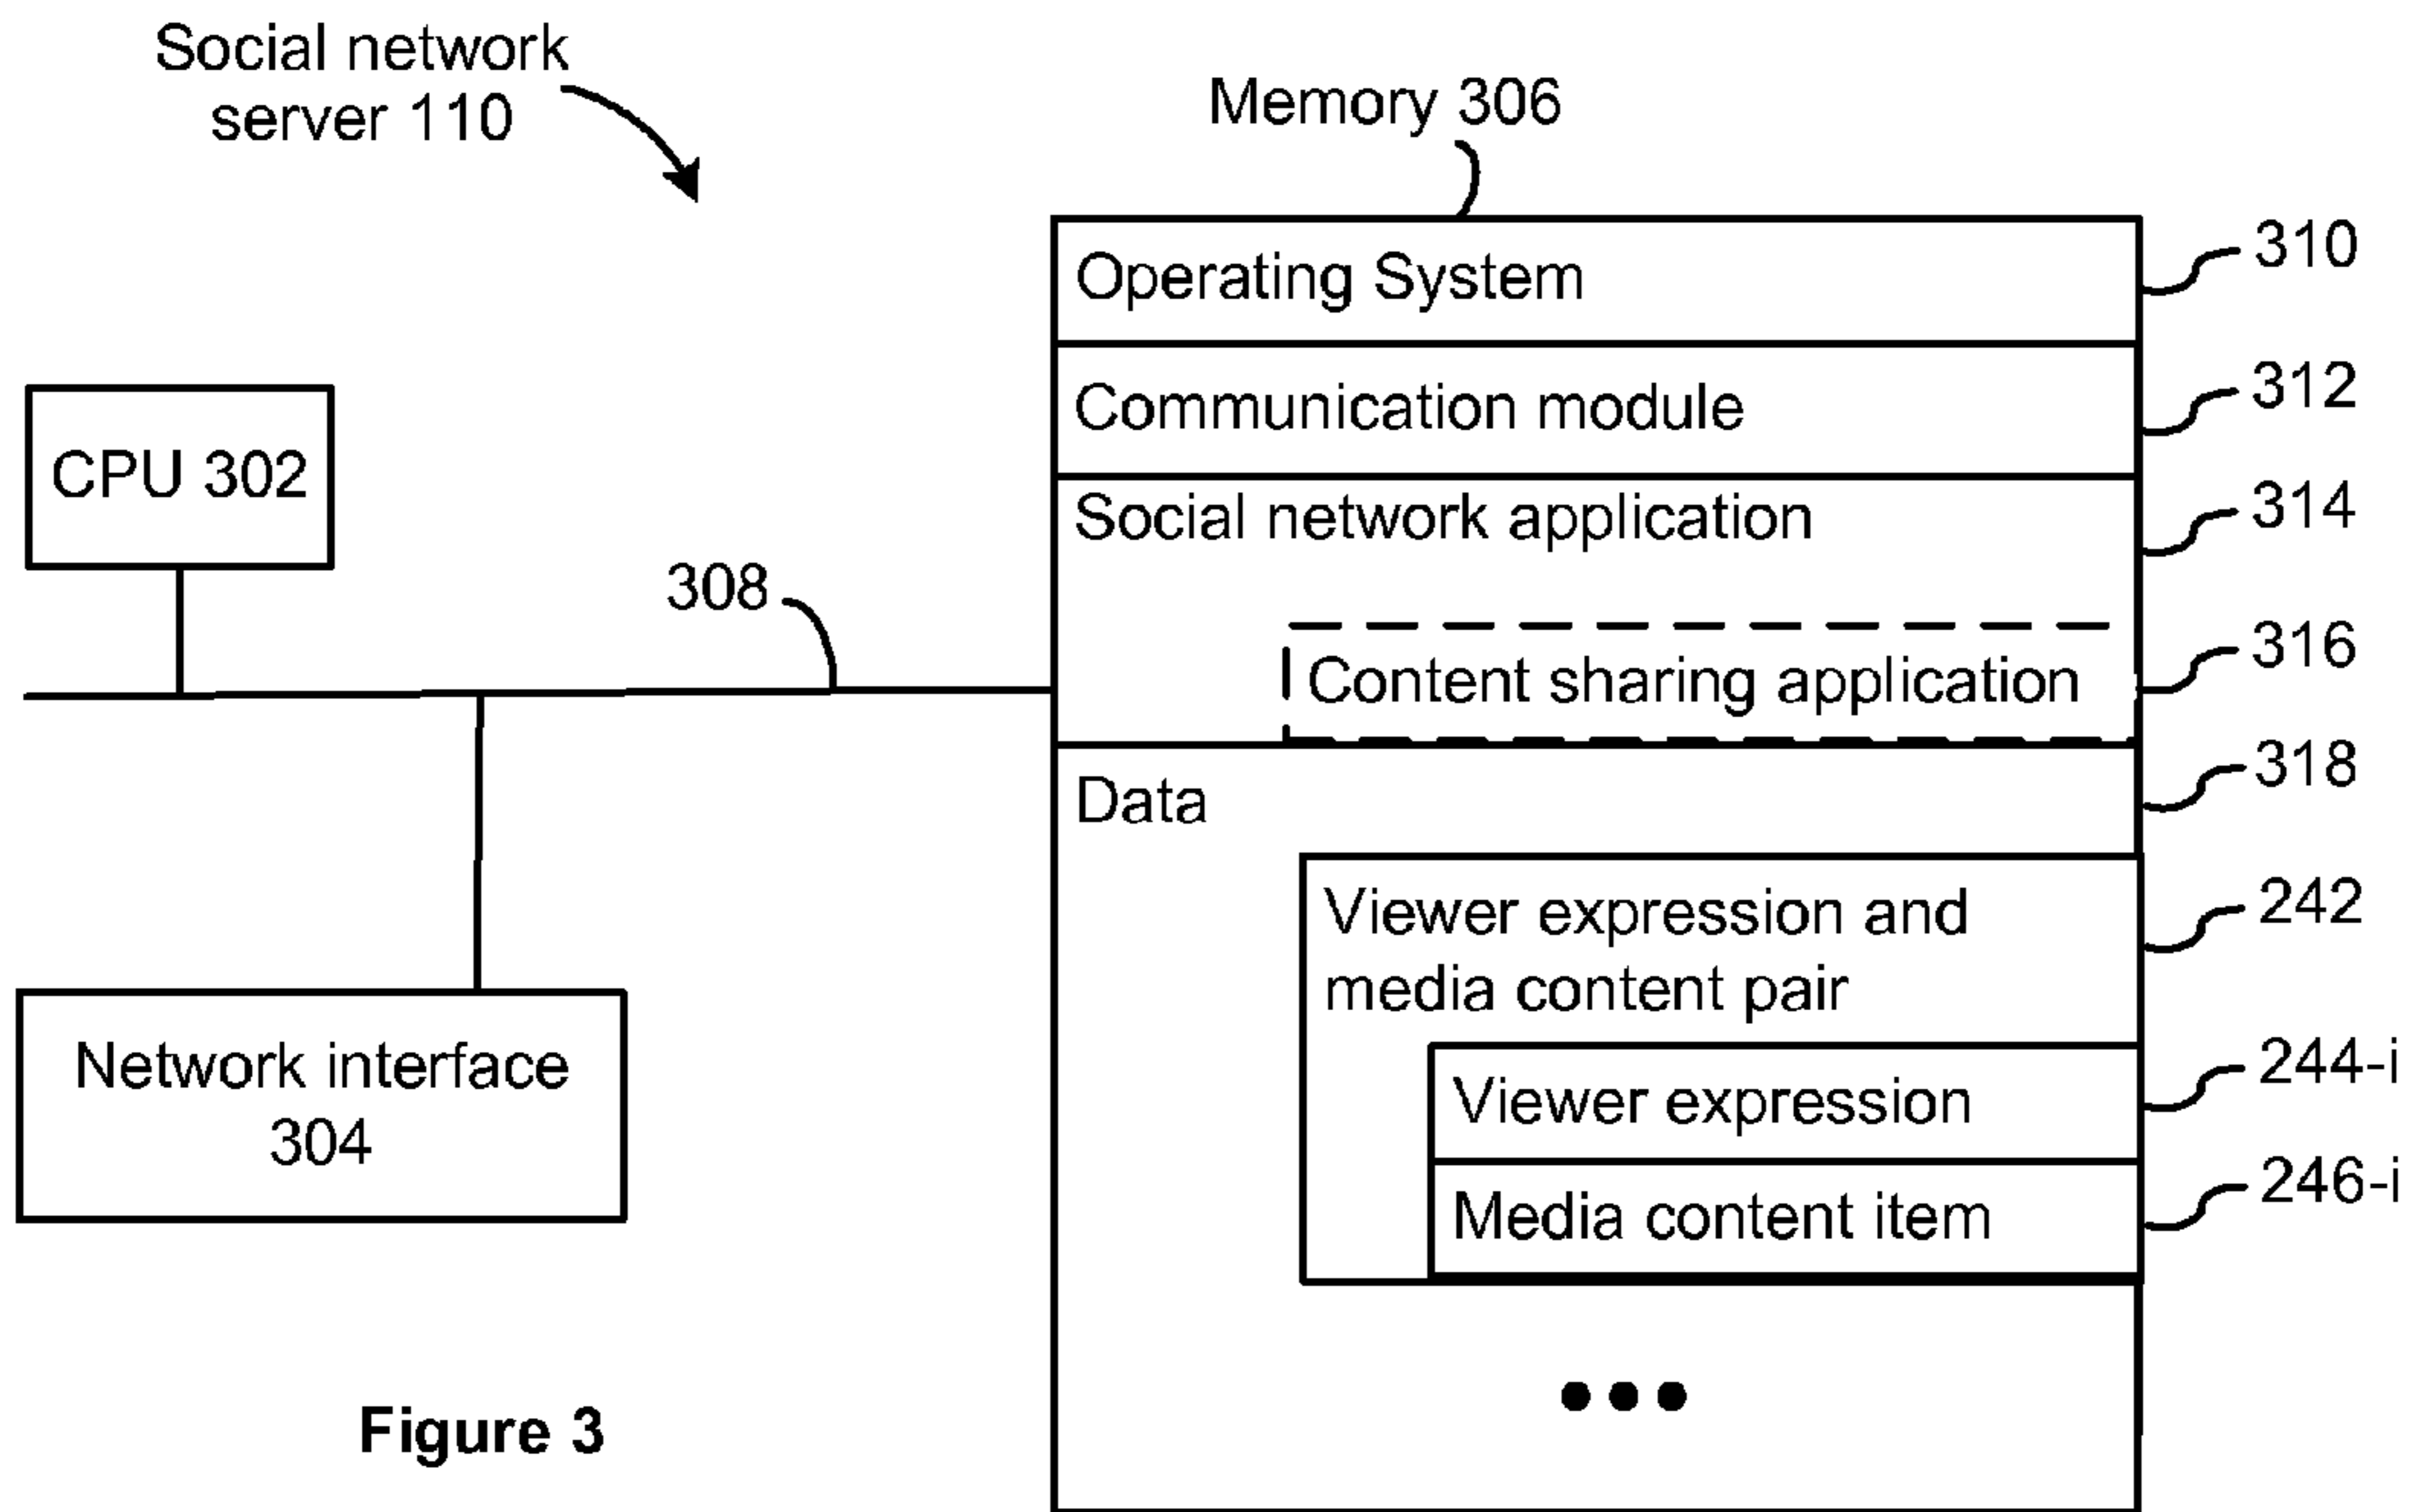 Social network
server 110
Memory 306
Operating System
310
Communication module
312
CPU 302
Social network application
314
308
Content sharing application
316
Data
318
Viewer expression and
media content pair
242
Network interface
304
Viewer expression
244-i
Media content item
246-i
Figure 3